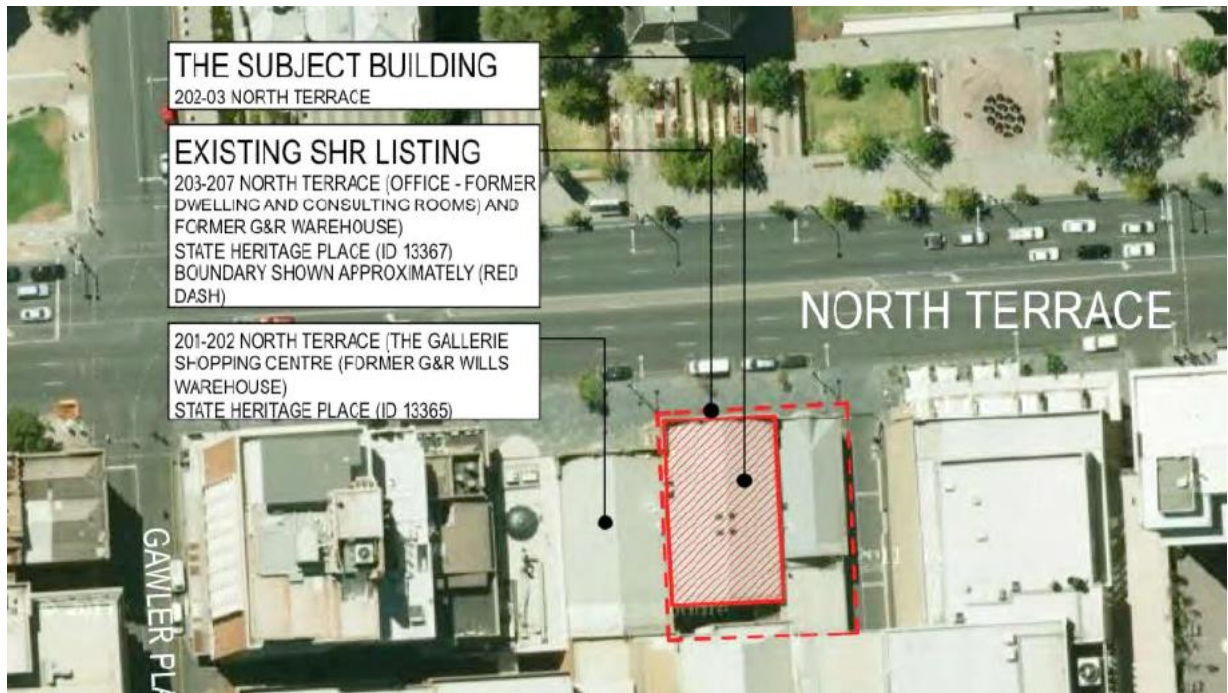 THE SUBJECT BUILDING
202-03 NORTH TERRACE
EXISTING SHR LISTING
203-207 NORTH TERRACE (OFFICE - FORMER
DWELLING AND CONSULTING ROOMS) AND
FORMER G&R WAREHOUSE)
STATE HERITAGE PLACE (ID 13367)
BOUNDARY SHOWN APPROXIMATELY (RED
DASH)
201-202 NORTH TERRACE (THE GALLERIE
SHOPPING CENTRE (FORMER G&R WILLS
WAREHOUSE)
STATE HERITAGE PLACE (ID 13365)
NORTH TERRACE
GAWLER PLA